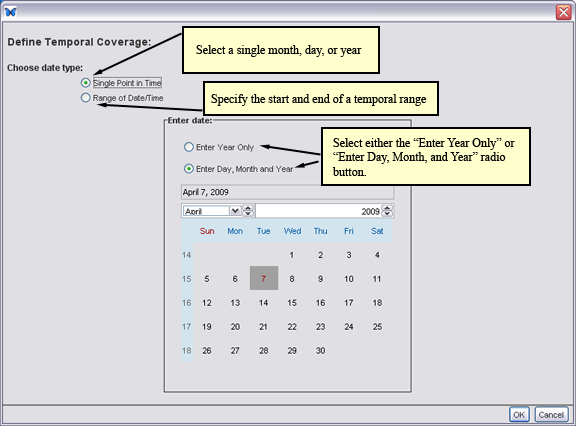 Define Temporal Coverage:
Select a single month, day, or year
Choose date type:
Single Point in Time
Range of Date/Time
Specify the start and end of a temporal range
Enter date:
Enter Year Only
Select either the “Enter Year Only” or
“Enter Day, Month, and Year” radio
button.
Enter Day, Month and Year
April 7, 2009
April 2009
Sun Mon Tue Wed Thu Fri Sat
14 1 2 3 4
15 5 6 7 8 9 10 11
16 12 13 14 15 16 17 18
17 19 20 21 22 23 24 25
18 26 27 28 29 30
OK Cancel